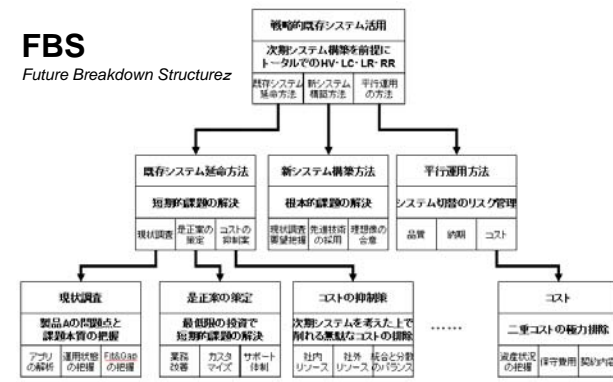 FBS
Future Breakdown Structurez
戦略的既存システム活用
次期システム構築を前提に
トータルでのHV・LC・LR・RR
既存システム
延命方法
新システム
構築方法
平行運用
の方法
既存システム延命方法
短期的課題の解決
現状調査
是正案の
策定
コストの
抑制案
新システム構築方法
根本的課題の解決
現状調査
要望把握
先進技術
の採用
理想像の
合意
平行運用方法
システム切替のリスク管理
品質
納期
コスト
現状調査
製品Aの問題点と
課題本質の把握
アプリ
の解析
運用状態
の把握
Fit&Gap
の把握
是正案の策定
最低限の投資で
短期的課題の解決
業務
改善
カスタ
マイズ
サポート
体制
コストの抑制策
次期システムを考えた上で
削れる無駄なコストの排除
社内
リソース
社外
リソース
統合と分散
のバランス
……
コスト
二重コストの極力排除
資産状況
の把握
保守費用
契約内容